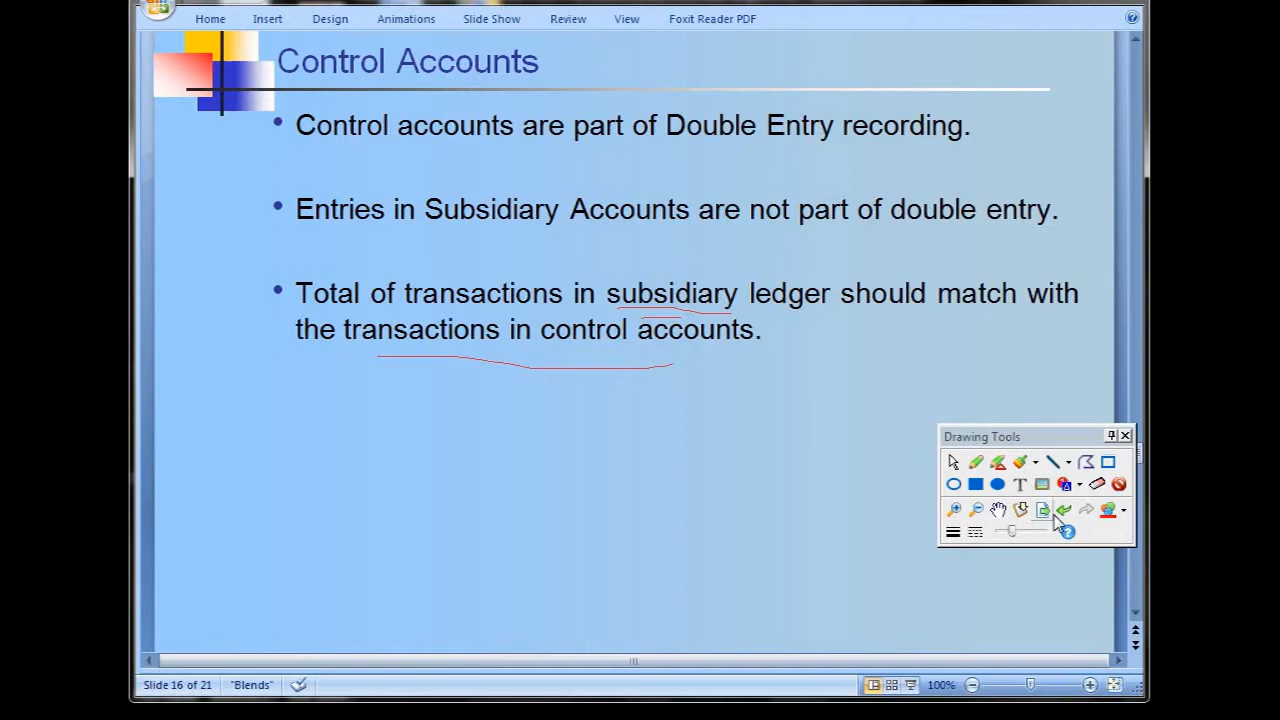 Home Insert Design Animations Slide Show Review View Foxit Reader PDF
Control Accounts
• Control accounts are part of Double Entry recording.
• Entries in Subsidiary Accounts are not part of double entry.
• Total of transactions in subsidiary ledger should match with
the transactions in control accounts.
Drawing Tools
T
Slide 16 of 21 "Blends" 100%